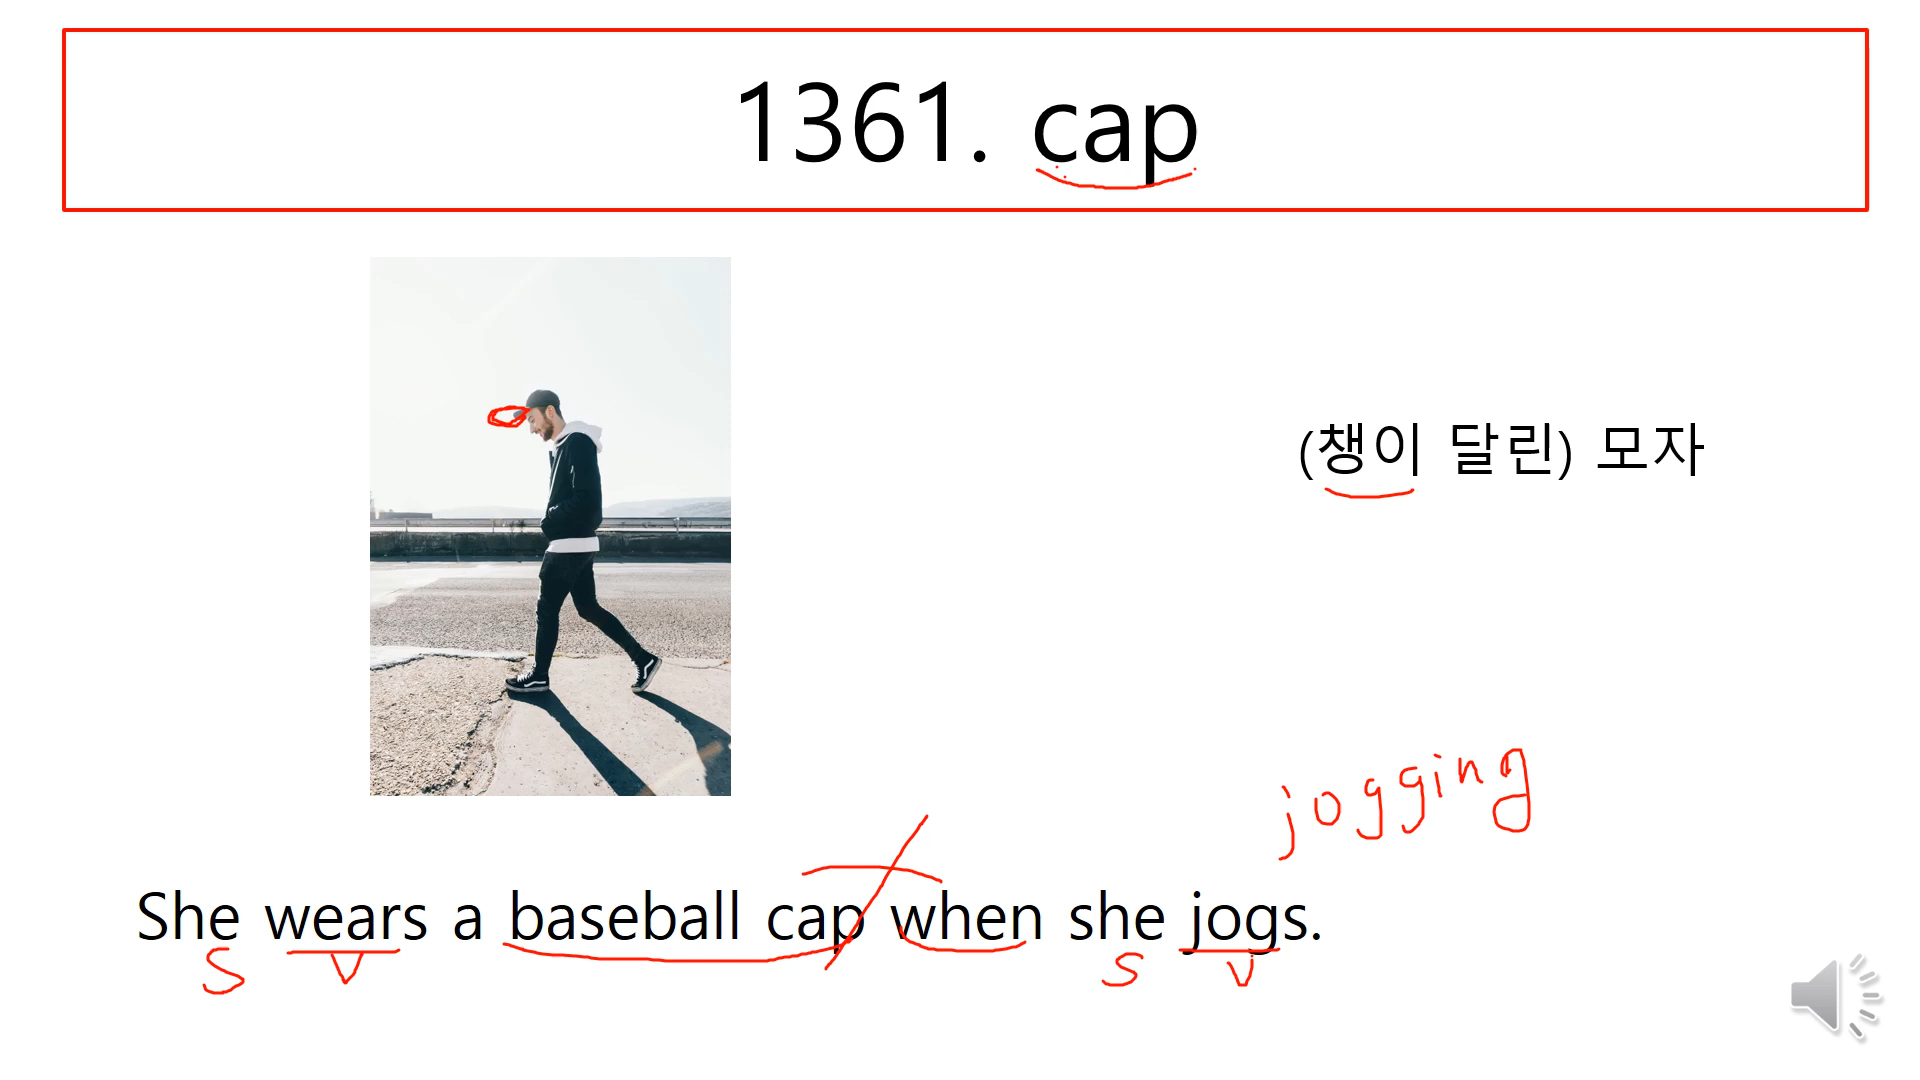 1361. cap
(챙이 달린) 모자
jogging
She wears a baseball cap when she jogs.
S V S V